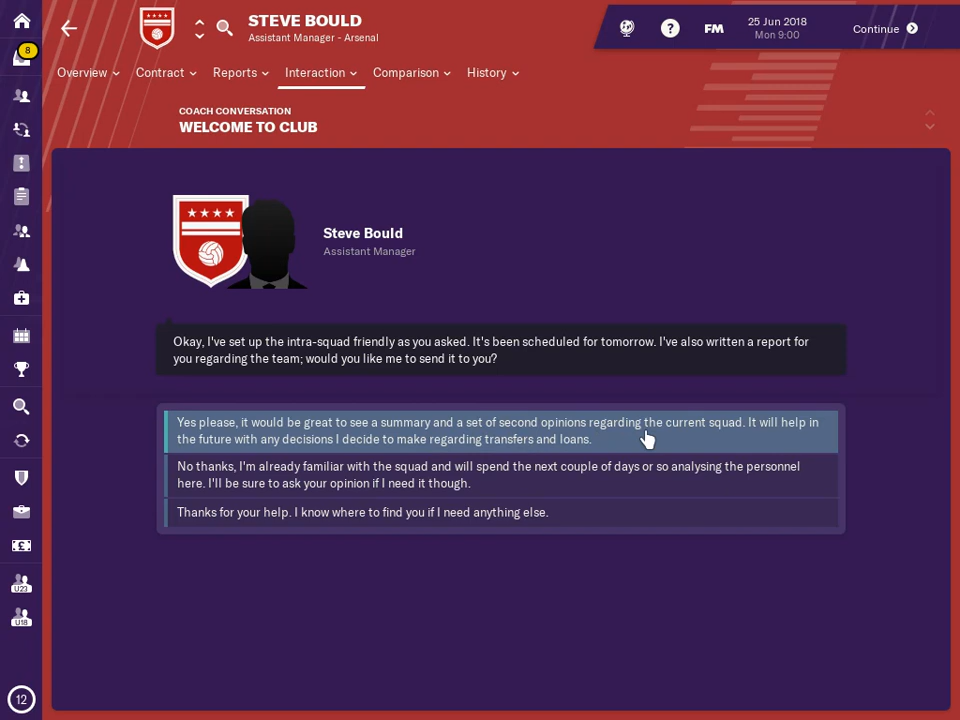 8
STEVE BOULD
Assistant Manager - Arsenal
25 Jun 2018
Mon 9:00
?
FM
Continue
Overview
Contract
Reports
Interaction
Comparison
History
COACH CONVERSATION
WELCOME TO CLUB
Steve Bould
Assistant Manager
Okay, I've set up the intra-squad friendly as you asked. It's been scheduled for tomorrow. I've also written a report for
you regarding the team; would you like me to send it to you?
Yes please, it would be great to see a summary and a set of second opinions regarding the current squad. It will help in
the future with any decisions I decide to make regarding transfers and loans.
No thanks, I'm already familiar with the squad and will spend the next couple of days or so analysing the personnel
here. I'll be sure to ask your opinion if I need it though.
Thanks for your help. I know where to find you if I need anything else.
£
U23
U18
12